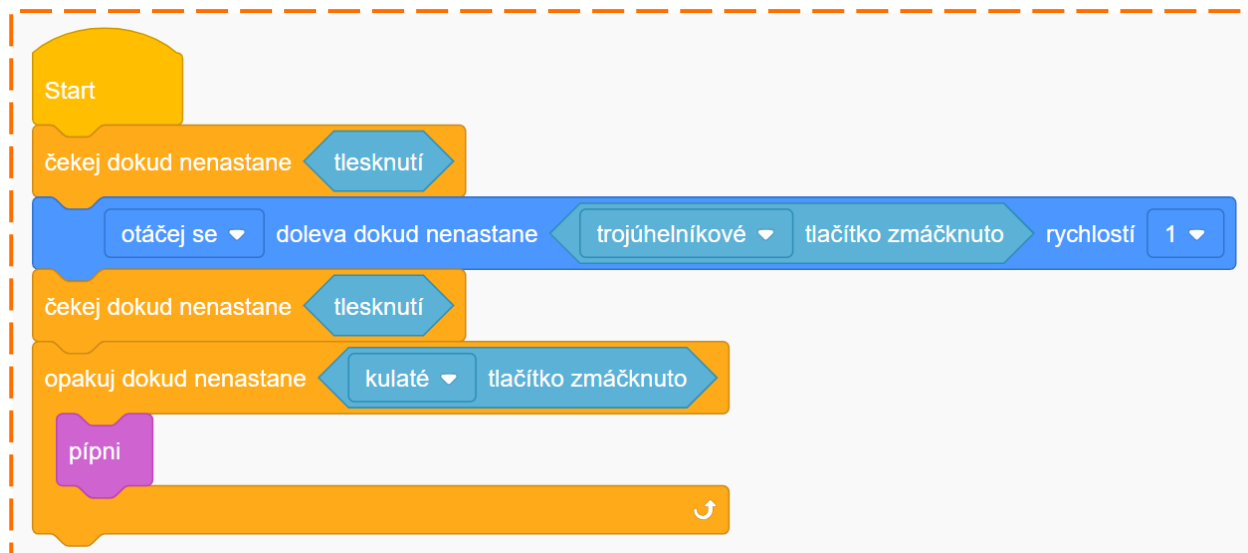 Start
čekej dokud nenastane tlesknutí
otáčej se doleva dokud nenastane trojúhelníkové tlačítko zmáčknuto rychlostí 1
čekej dokud nenastane tlesknutí
opakuj dokud nenastane kulaté tlačítko zmáčknuto
pípni